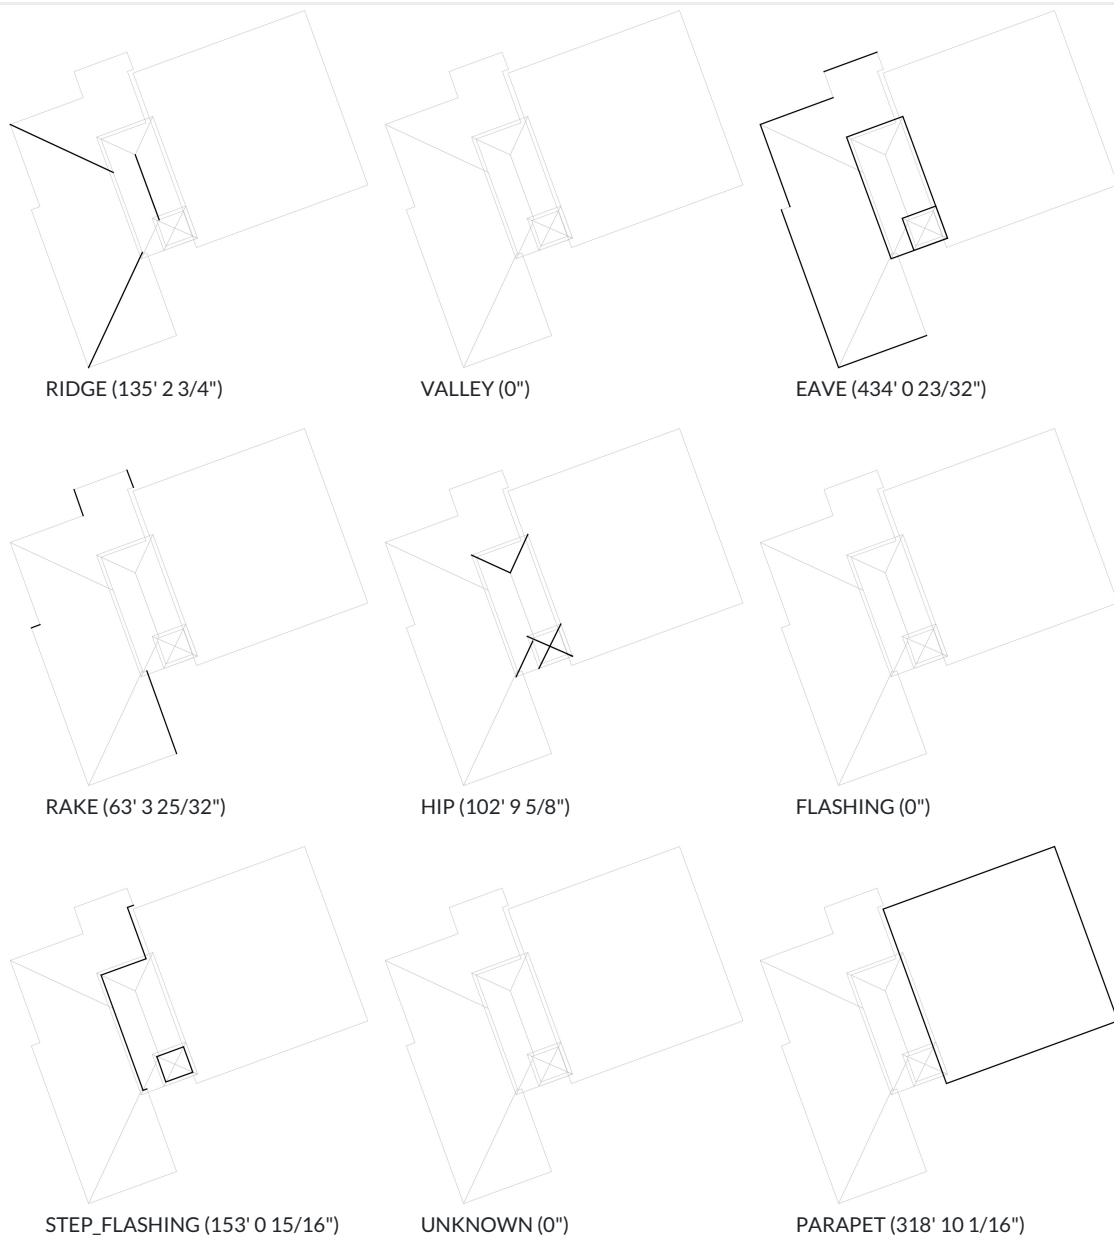 RIDGE (135' 2 3/4")
VALLEY (0")
EAVE (434' 0 23/32")
RAKE (63' 3 25/32")
HIP (102' 9 5/8")
FLASHING (0")
STEP_FLASHING (153' 0 15/16")
UNKNOWN (0")
PARAPET (318' 10 1/16")